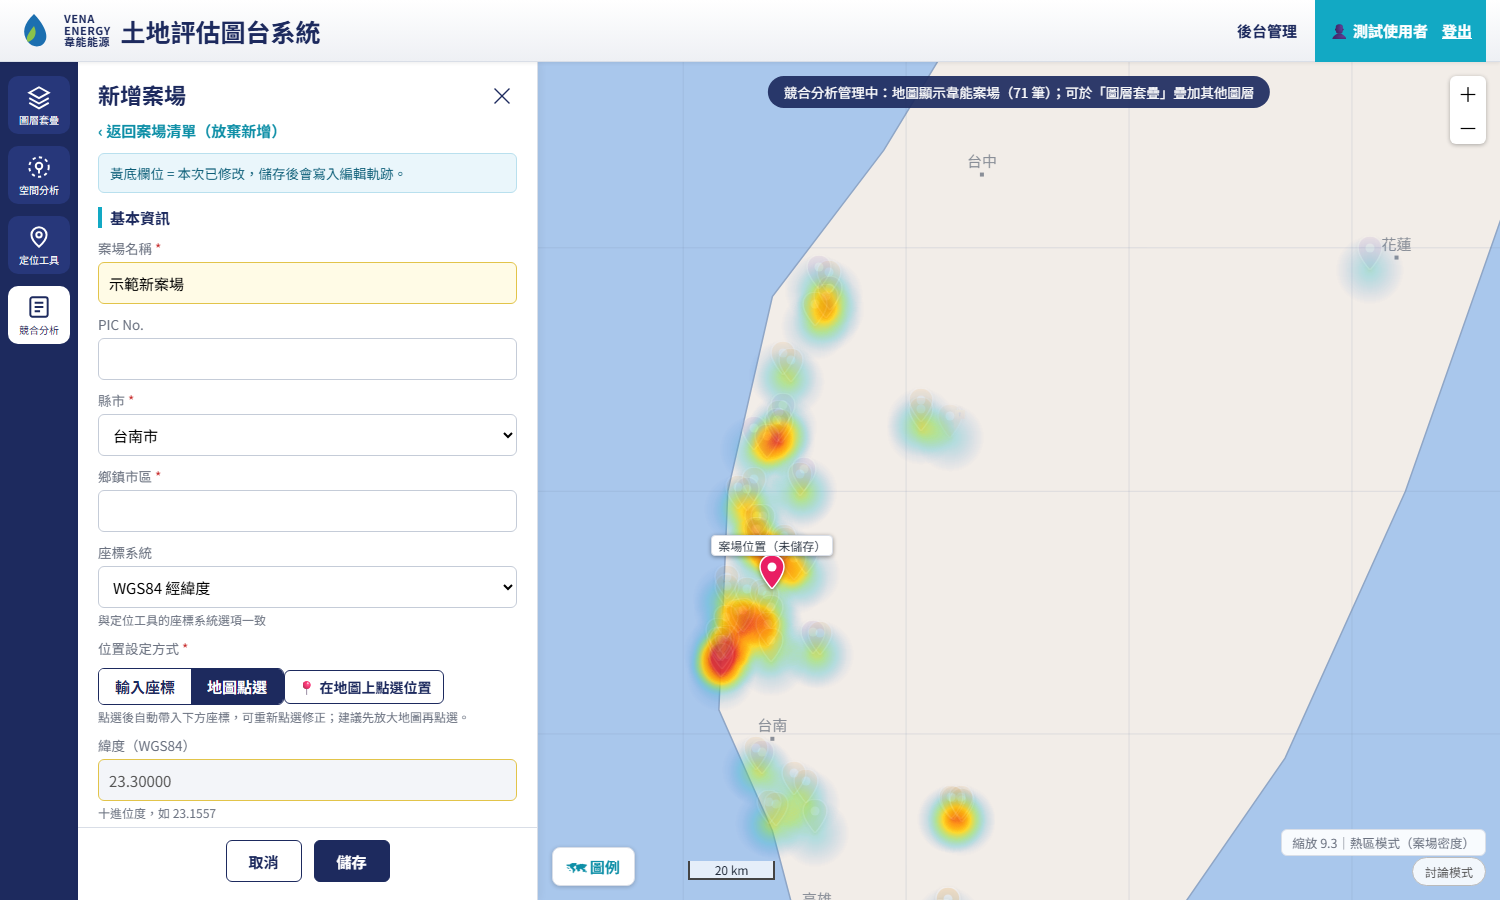 VENA
ENERGY
韋能能源
土地評估圖台系統
後台管理
測試使用者 登出
圖層套疊
空間分析
定位工具
競合分析
新增案場
‹ 返回案場清單（放棄新增）
黃底欄位 = 本次已修改，儲存後會寫入編輯軌跡。
基本資訊
案場名稱 *
示範新案場
PIC No.
縣市 *
台南市
鄉鎮市區 *
座標系統
WGS84 經緯度
與定位工具的座標系統選項一致
位置設定方式 *
輸入座標 地圖點選 在地圖上點選位置
點選後自動帶入下方座標，可重新點選修正；建議先放大地圖再點選。
緯度（WGS84）
23.30000
十進位度，如 23.1557
取消 儲存
競合分析管理中：地圖顯示韋能案場（71 筆）；可於「圖層套疊」疊加其他圖層
台中
花蓮
案場位置（未儲存）
台南
高雄
圖例
20 km
縮放 9.3｜熱區模式（案場密度）
討論模式